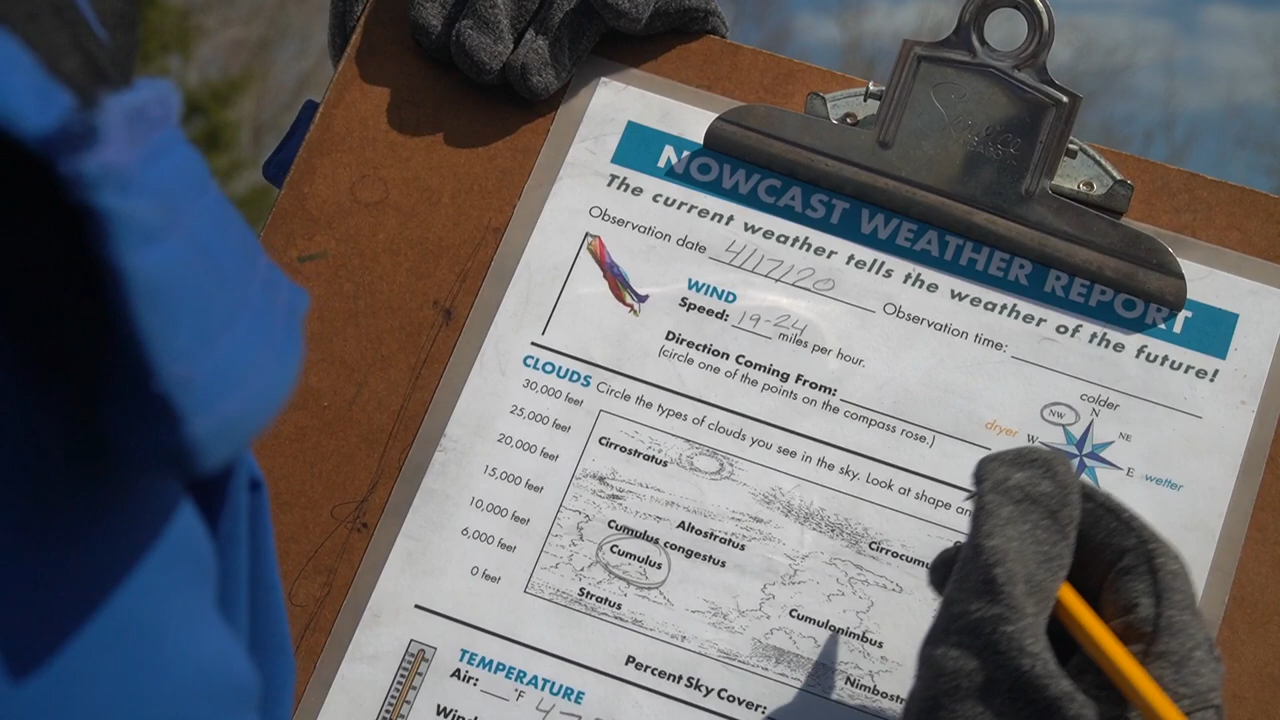 NOWCAST WEATHER REPORT
The current weather tells the weather of the future!
Observation date 4/17/20 Observation time:
WIND
Speed: 19-24 miles per hour.
Direction Coming From:
(circle one of the points on the compass rose.)
colder
NW N NE
dryer W E wetter
CLOUDS Circle the types of clouds you see in the sky. Look at shape an
30,000 feet
25,000 feet
20,000 feet
15,000 feet
10,000 feet
6,000 feet
0 feet
Cirrostratus
Altostratus
Cirrocumu
Cumulus congestus
Cumulus
Stratus
Cumulonimbus
Nimbostr
Percent Sky Cover:
TEMPERATURE
Air: °F
Wind